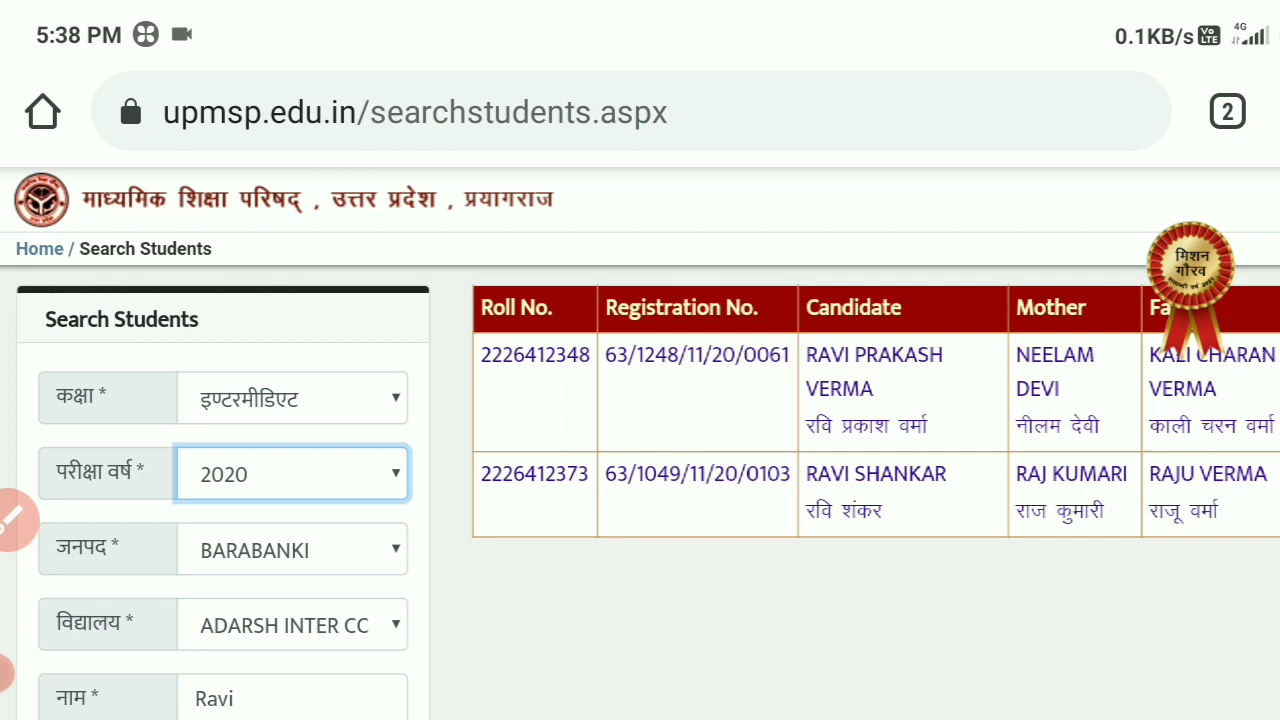 5:38 PM
0.1KB/s Vo LTE 4G
upmsp.edu.in/searchstudents.aspx
2
माध्यमिक शिक्षा परिषद् , उत्तर प्रदेश , प्रयागराज
Home / Search Students
मिशन
गौरव
Search Students
कक्षा * इण्टरमीडिएट
परीक्षा वर्ष * 2020
जनपद * BARABANKI
विद्यालय * ADARSH INTER CC
नाम * Ravi
Roll No. Registration No. Candidate Mother Fa
2226412348 63/1248/11/20/0061 RAVI PRAKASH NEELAM KALI CHARAN
VERMA DEVI VERMA
रवि प्रकाश वर्मा नीलम देवी काली चरन वर्मा
2226412373 63/1049/11/20/0103 RAVI SHANKAR RAJ KUMARI RAJU VERMA
रवि शंकर राज कुमारी राजू वर्मा